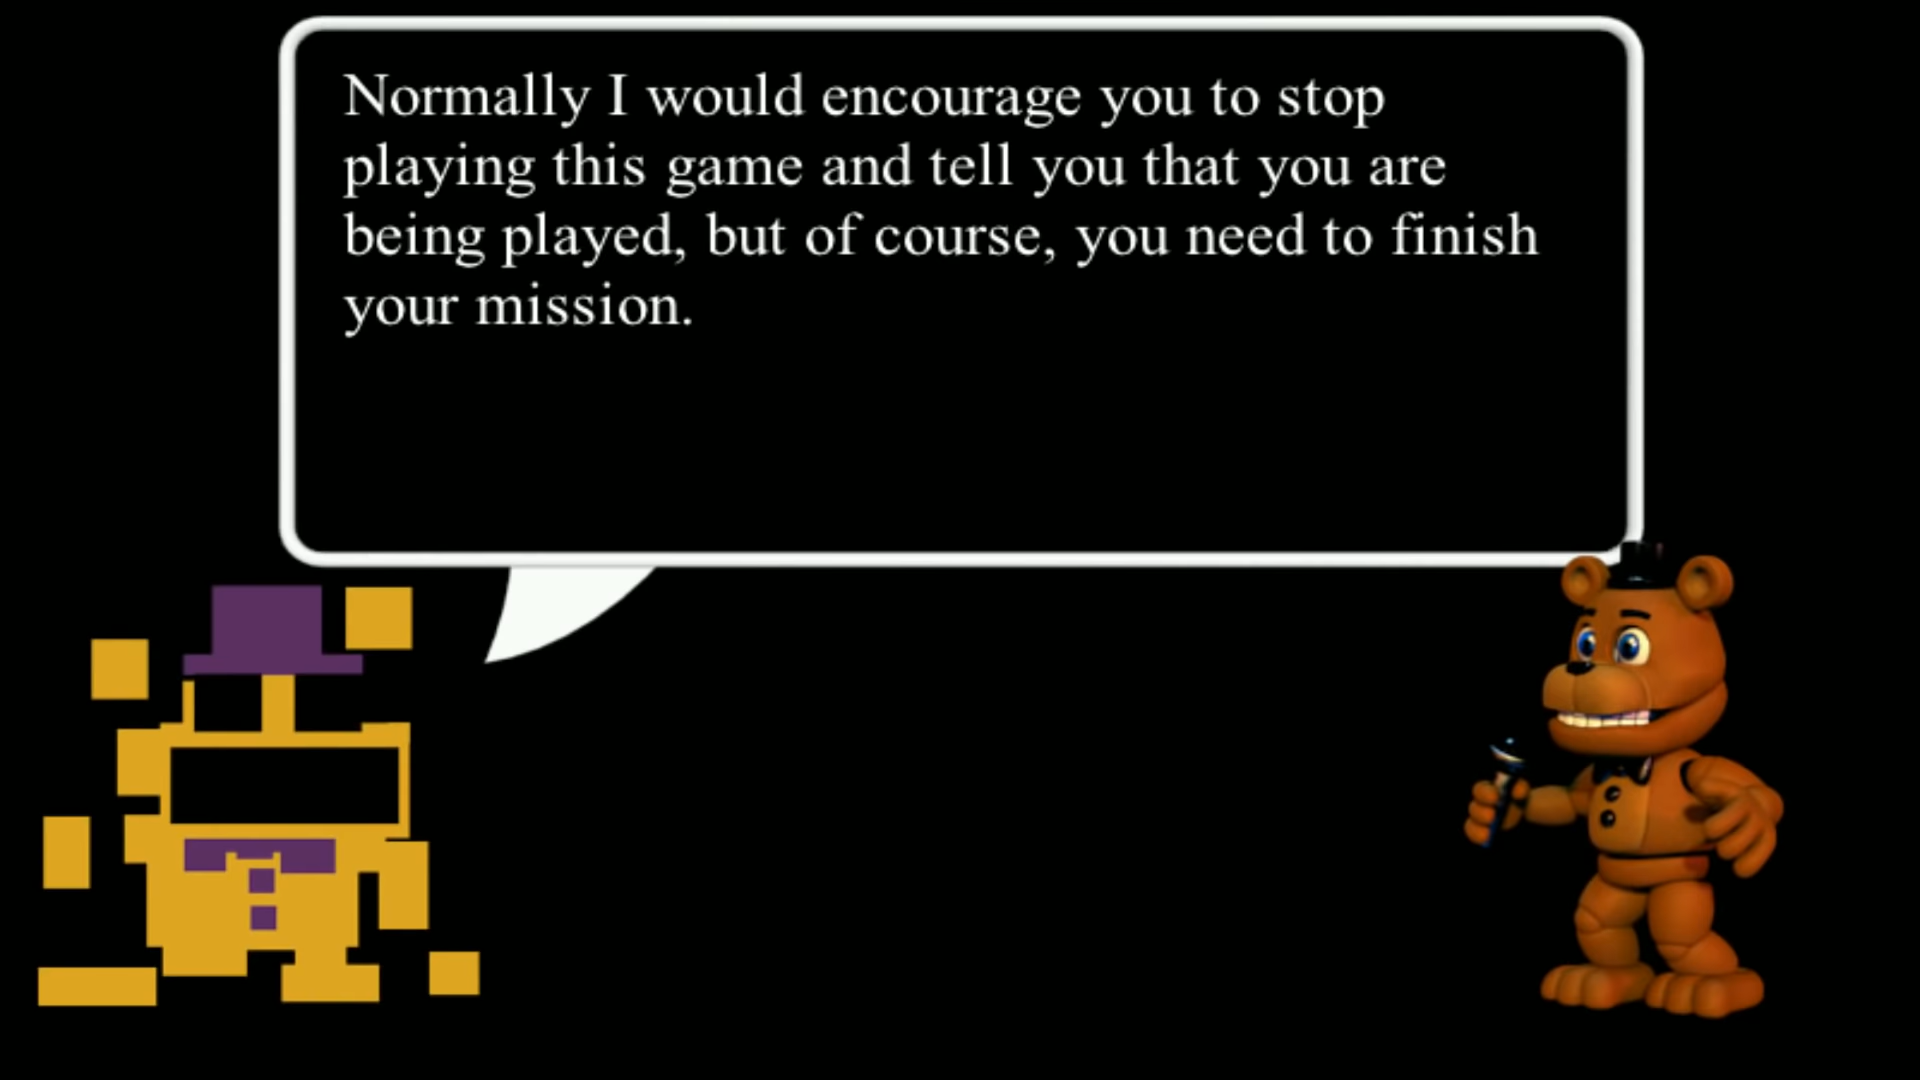 Normally I would encourage you to stop
playing this game and tell you that you are
being played, but of course, you need to finish
your mission.